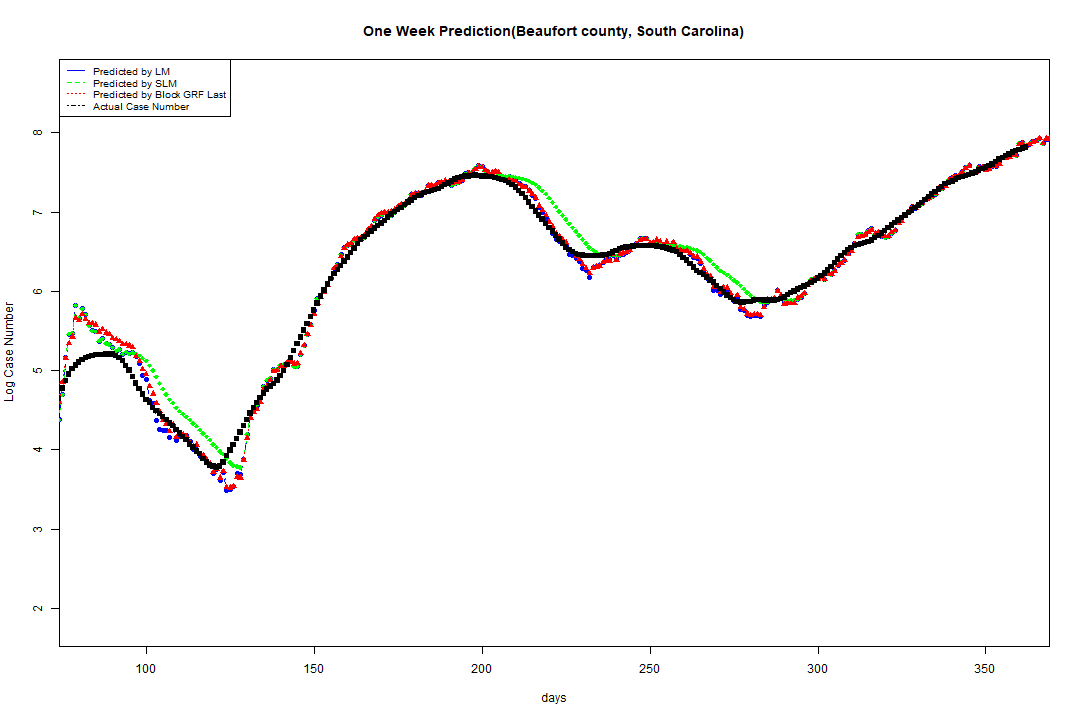 One Week Prediction(Beaufort county, South Carolina)
Predicted by LM
Predicted by SLM
Predicted by Block GRF Last
Actual Case Number
8
7
6
5
4
3
2
Log Case Number
100 150 200 250 300 350
days